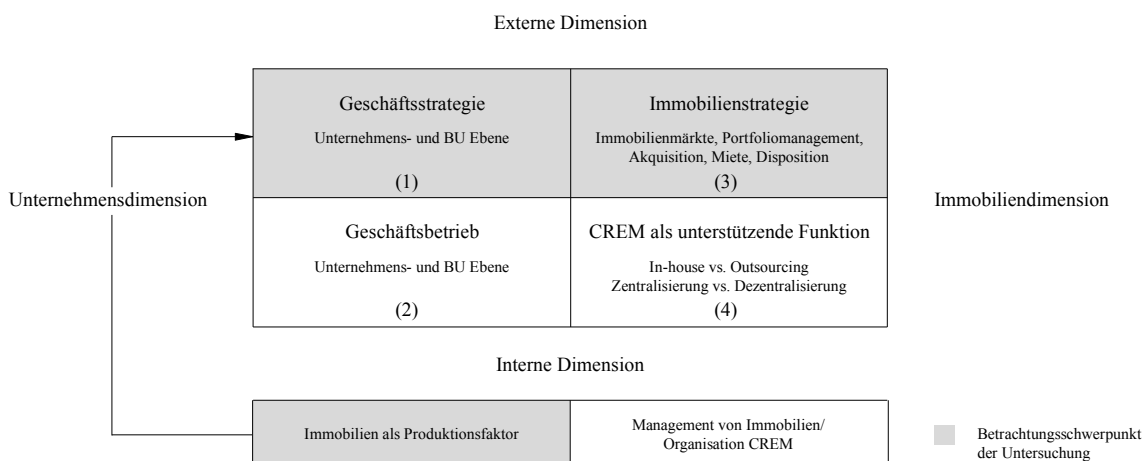 Externe Dimension
Geschäftsstrategie
Unternehmens- und BU Ebene
(1)
Immobilienstrategie
Immobilienmärkte, Portfoliomanagement,
Akquisition, Miete, Disposition
(3)
Unternehmensdimension
Immobiliendimension
Geschäftsbetrieb
Unternehmens- und BU Ebene
(2)
CREM als unterstützende Funktion
In-house vs. Outsourcing
Zentralisierung vs. Dezentralisierung
(4)
Interne Dimension
Immobilien als Produktionsfaktor
Management von Immobilien/
Organisation CREM
Betrachtungsschwerpunkt
der Untersuchung